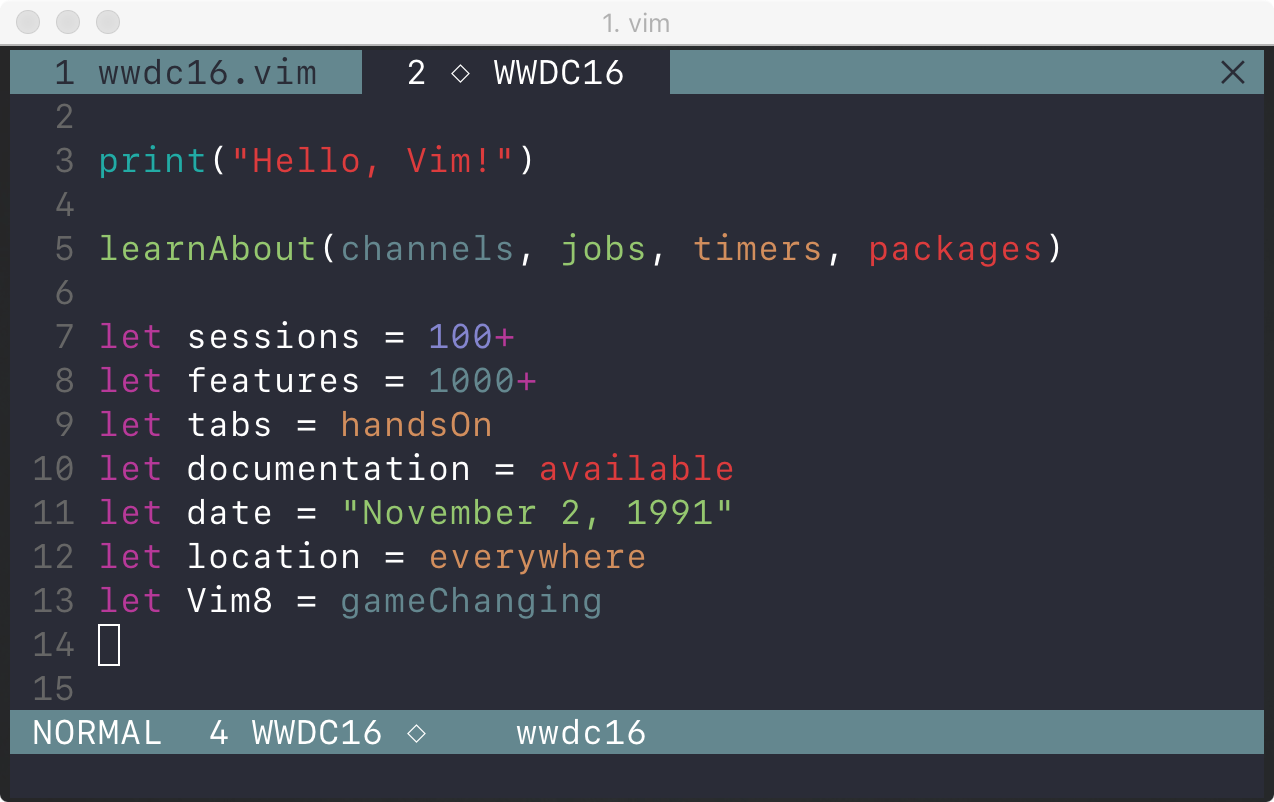 1. vim
1 wwdc16.vim 2 ◇ WWDC16 ✕
2
3 print("Hello, Vim!")
4
5 learnAbout(channels, jobs, timers, packages)
6
7 let sessions = 100+
8 let features = 1000+
9 let tabs = handsOn
10 let documentation = available
11 let date = "November 2, 1991"
12 let location = everywhere
13 let Vim8 = gameChanging
14
15
NORMAL 4 WWDC16 ◇ wwdc16